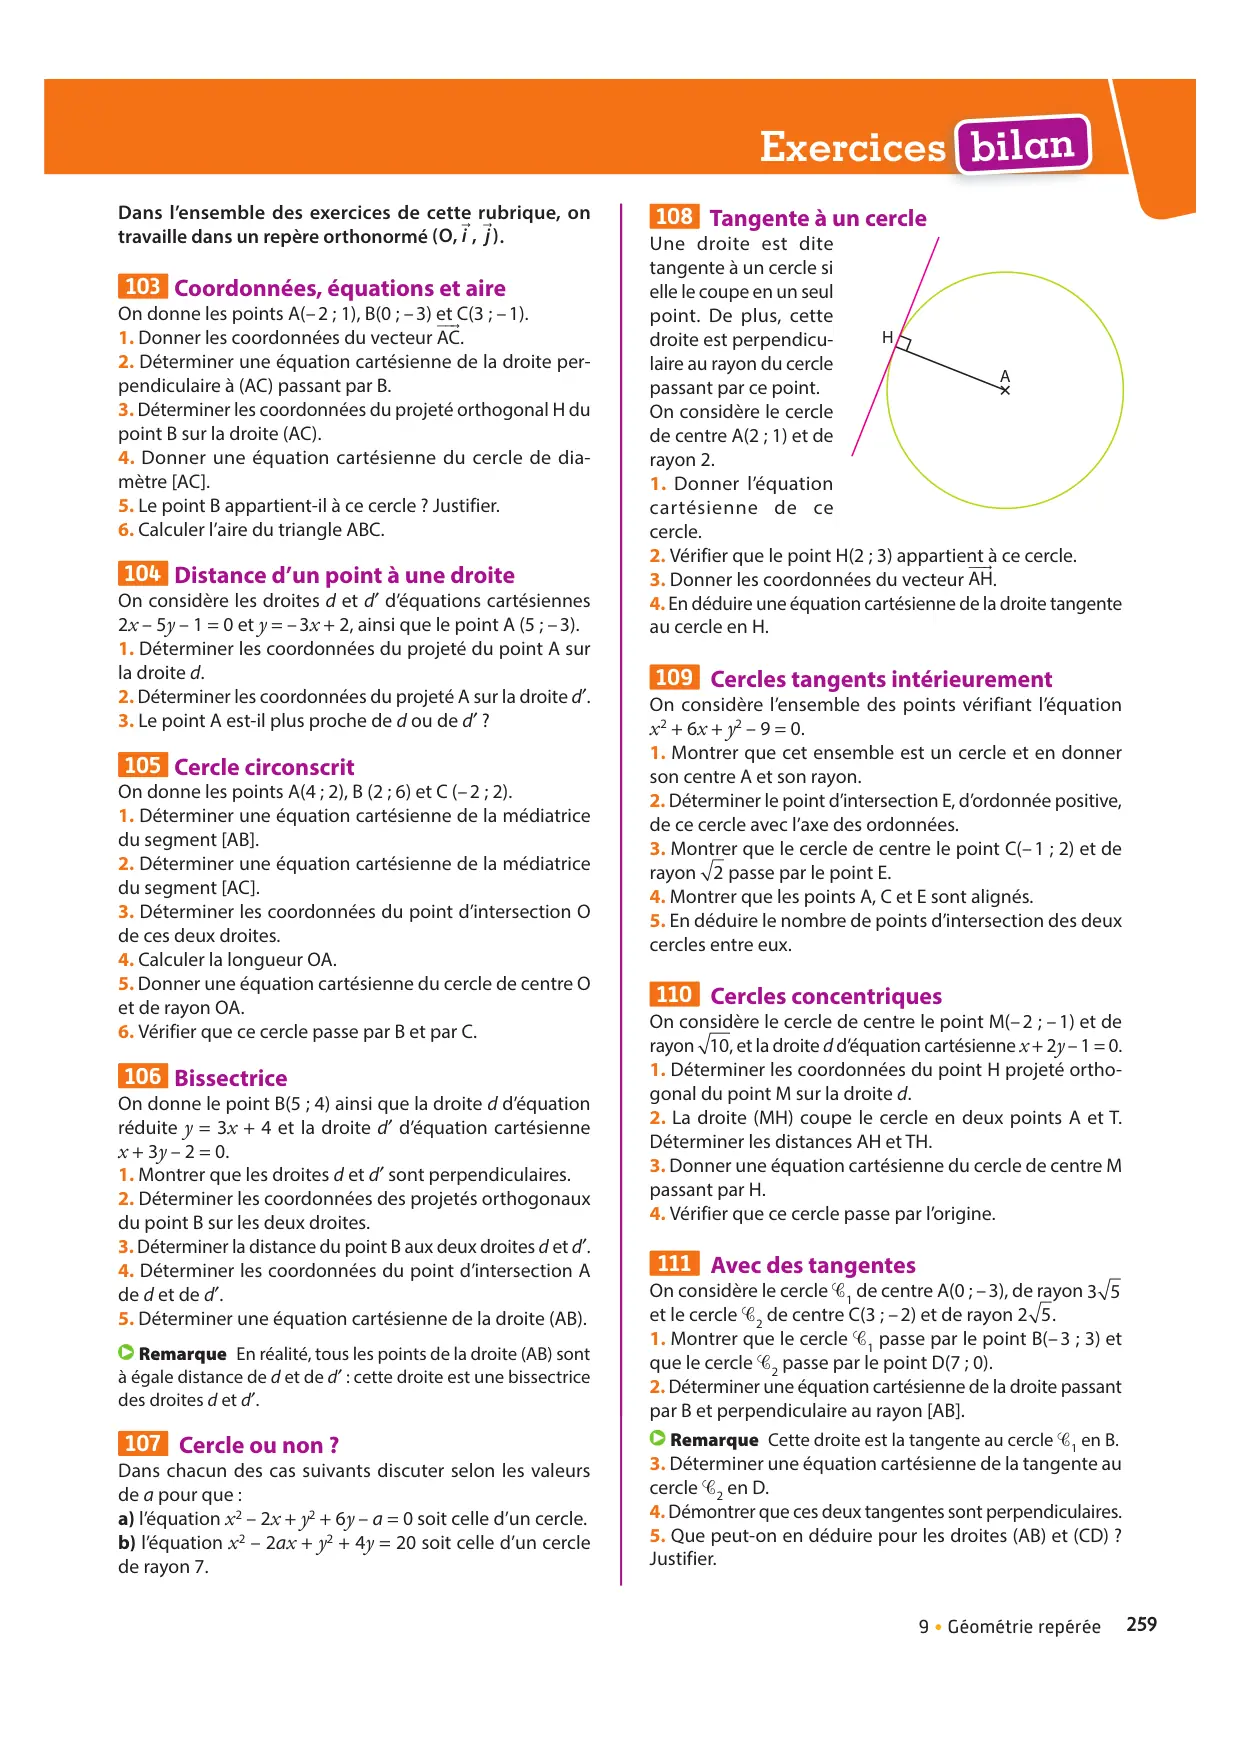 Exercices bilan
Dans l’ensemble des exercices de cette rubrique, on
travaille dans un repère orthonormé (O, i⃗ , j⃗ ).
103 Coordonnées, équations et aire
On donne les points A(– 2 ; 1), B(0 ; – 3) et C(3 ; – 1).
1. Donner les coordonnées du vecteur AC⃗.
2. Déterminer une équation cartésienne de la droite per-
pendiculaire à (AC) passant par B.
3. Déterminer les coordonnées du projeté orthogonal H du
point B sur la droite (AC).
4. Donner une équation cartésienne du cercle de dia-
mètre [AC].
5. Le point B appartient-il à ce cercle ? Justifier.
6. Calculer l’aire du triangle ABC.
104 Distance d’un point à une droite
On considère les droites d et d’ d’équations cartésiennes
2x – 5y – 1 = 0 et y = – 3x + 2, ainsi que le point A (5 ; – 3).
1. Déterminer les coordonnées du projeté du point A sur
la droite d.
2. Déterminer les coordonnées du projeté A sur la droite d’.
3. Le point A est-il plus proche de d ou de d’ ?
105 Cercle circonscrit
On donne les points A(4 ; 2), B (2 ; 6) et C (– 2 ; 2).
1. Déterminer une équation cartésienne de la médiatrice
du segment [AB].
2. Déterminer une équation cartésienne de la médiatrice
du segment [AC].
3. Déterminer les coordonnées du point d’intersection O
de ces deux droites.
4. Calculer la longueur OA.
5. Donner une équation cartésienne du cercle de centre O
et de rayon OA.
6. Vérifier que ce cercle passe par B et par C.
106 Bissectrice
On donne le point B(5 ; 4) ainsi que la droite d d’équation
réduite y = 3x + 4 et la droite d’ d’équation cartésienne
x + 3y – 2 = 0.
1. Montrer que les droites d et d’ sont perpendiculaires.
2. Déterminer les coordonnées des projetés orthogonaux
du point B sur les deux droites.
3. Déterminer la distance du point B aux deux droites d et d’.
4. Déterminer les coordonnées du point d’intersection A
de d et de d’.
5. Déterminer une équation cartésienne de la droite (AB).
Remarque En réalité, tous les points de la droite (AB) sont
à égale distance de d et de d’ : cette droite est une bissectrice
des droites d et d’.
107 Cercle ou non ?
Dans chacun des cas suivants discuter selon les valeurs
de a pour que :
a) l’équation x² – 2x + y² + 6y – a = 0 soit celle d’un cercle.
b) l’équation x² – 2ax + y² + 4y = 20 soit celle d’un cercle
de rayon 7.
108 Tangente à un cercle
Une droite est dite
tangente à un cercle si
elle le coupe en un seul
point. De plus, cette
droite est perpendicu-
laire au rayon du cercle
passant par ce point.
On considère le cercle
de centre A(2 ; 1) et de
rayon 2.
H
A
1. Donner l’équation
cartésienne de ce
cercle.
2. Vérifier que le point H(2 ; 3) appartient à ce cercle.
3. Donner les coordonnées du vecteur AH⃗.
4. En déduire une équation cartésienne de la droite tangente
au cercle en H.
109 Cercles tangents intérieurement
On considère l’ensemble des points vérifiant l’équation
x² + 6x + y² – 9 = 0.
1. Montrer que cet ensemble est un cercle et en donner
son centre A et son rayon.
2. Déterminer le point d’intersection E, d’ordonnée positive,
de ce cercle avec l’axe des ordonnées.
3. Montrer que le cercle de centre le point C(– 1 ; 2) et de
rayon √2 passe par le point E.
4. Montrer que les points A, C et E sont alignés.
5. En déduire le nombre de points d’intersection des deux
cercles entre eux.
110 Cercles concentriques
On considère le cercle de centre le point M(– 2 ; – 1) et de
rayon √10, et la droite d d’équation cartésienne x + 2y – 1 = 0.
1. Déterminer les coordonnées du point H projeté ortho-
gonal du point M sur la droite d.
2. La droite (MH) coupe le cercle en deux points A et T.
Déterminer les distances AH et TH.
3. Donner une équation cartésienne du cercle de centre M
passant par H.
4. Vérifier que ce cercle passe par l’origine.
111 Avec des tangentes
On considère le cercle 𝒞₁ de centre A(0 ; – 3), de rayon 3√5
et le cercle 𝒞₂ de centre C(3 ; – 2) et de rayon 2√5.
1. Montrer que le cercle 𝒞₁ passe par le point B(– 3 ; 3) et
que le cercle 𝒞₂ passe par le point D(7 ; 0).
2. Déterminer une équation cartésienne de la droite passant
par B et perpendiculaire au rayon [AB].
Remarque Cette droite est la tangente au cercle 𝒞₁ en B.
3. Déterminer une équation cartésienne de la tangente au
cercle 𝒞₂ en D.
4. Démontrer que ces deux tangentes sont perpendiculaires.
5. Que peut-on en déduire pour les droites (AB) et (CD) ?
Justifier.
9 • Géométrie repérée 259